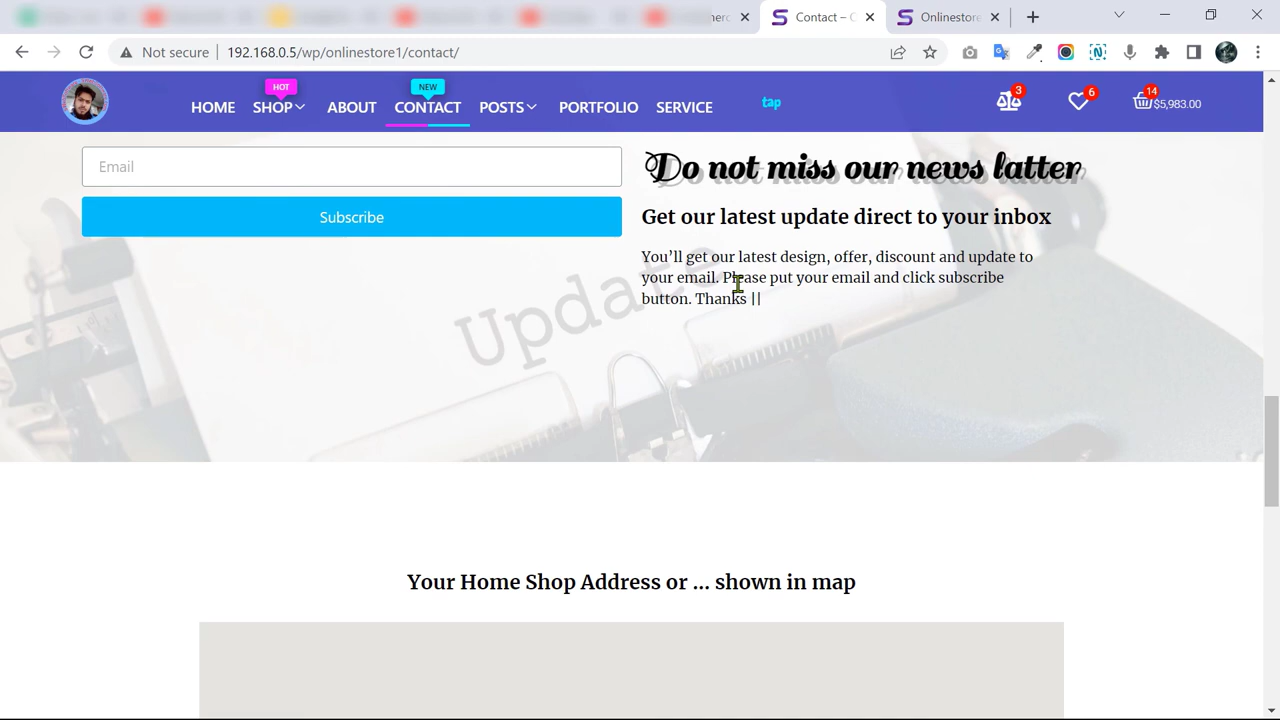 Contact – C
Onlinestore
Not secure
192.168.0.5/wp/onlinestore1/contact/
HOT
NEW
HOME
SHOP
ABOUT
CONTACT
POSTS
PORTFOLIO
SERVICE
tap
3
6
14
$5,983.00
Email
Subscribe
Do not miss our news latter
Get our latest update direct to your inbox
You’ll get our latest design, offer, discount and update to
your email. Please put your email and click subscribe
button. Thanks ||
Update
Your Home Shop Address or ... shown in map